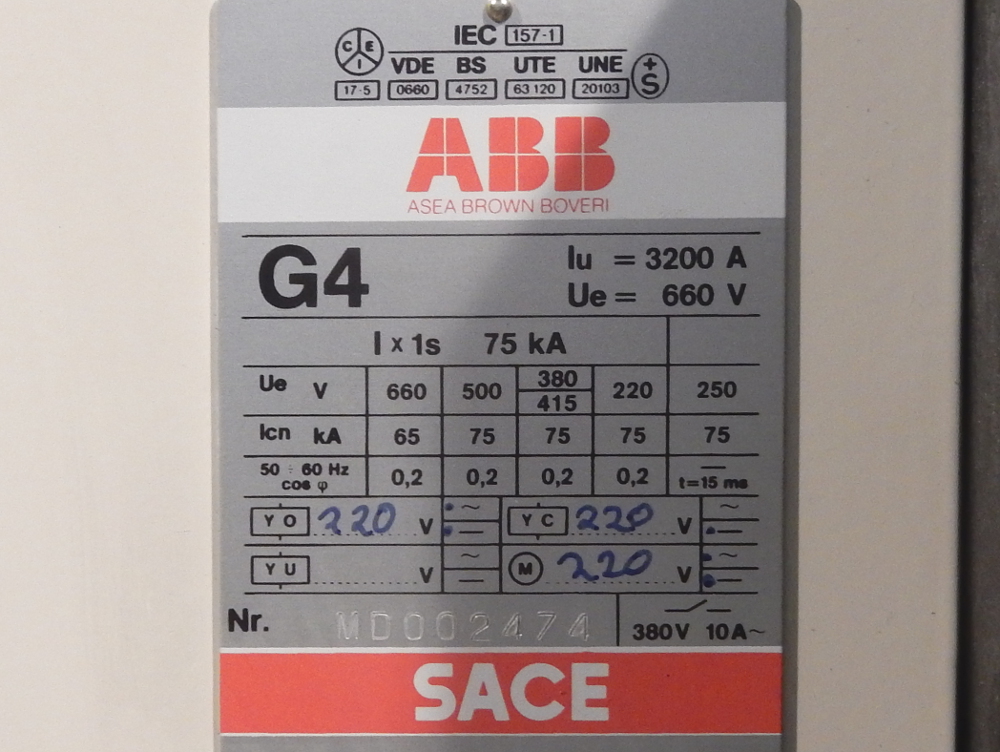 IEC 157-1
CEI VDE BS UTE UNE +S
17-5 0660 4752 63 120 20103
ABB
ASEA BROWN BOVERI
G4 Iu = 3200 A
Ue = 660 V
I x 1s 75 kA
Ue V 660 500 380 415 220 250
Icn kA 65 75 75 75 75
50 ÷ 60 Hz cos φ 0,2 0,2 0,2 0,2 t=15 ms
YO 220 V ~ — YC 220 V ~ —
YU V ~ — M 220 V ~ —
Nr. MD002474 380V 10A~
SACE